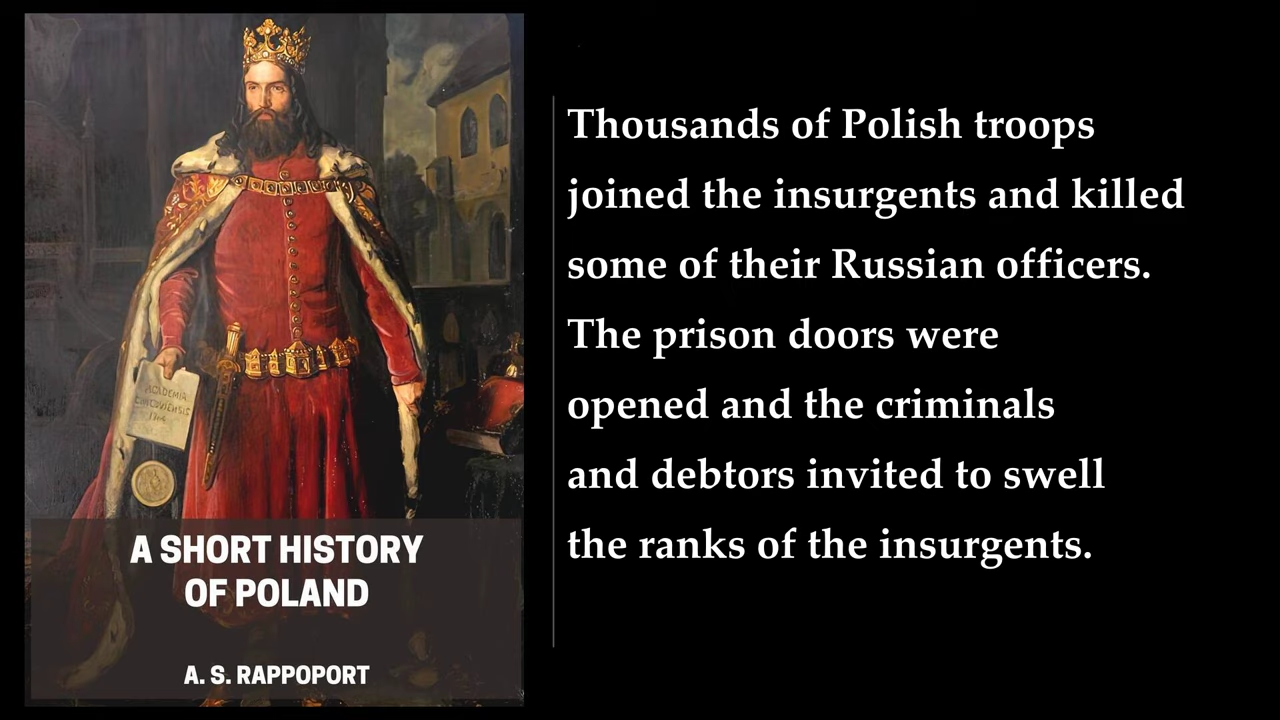 ACADEMIA
A SHORT HISTORY
OF POLAND
A. S. RAPPOPORT
Thousands of Polish troops
joined the insurgents and killed
some of their Russian officers.
The prison doors were
opened and the criminals
and debtors invited to swell
the ranks of the insurgents.